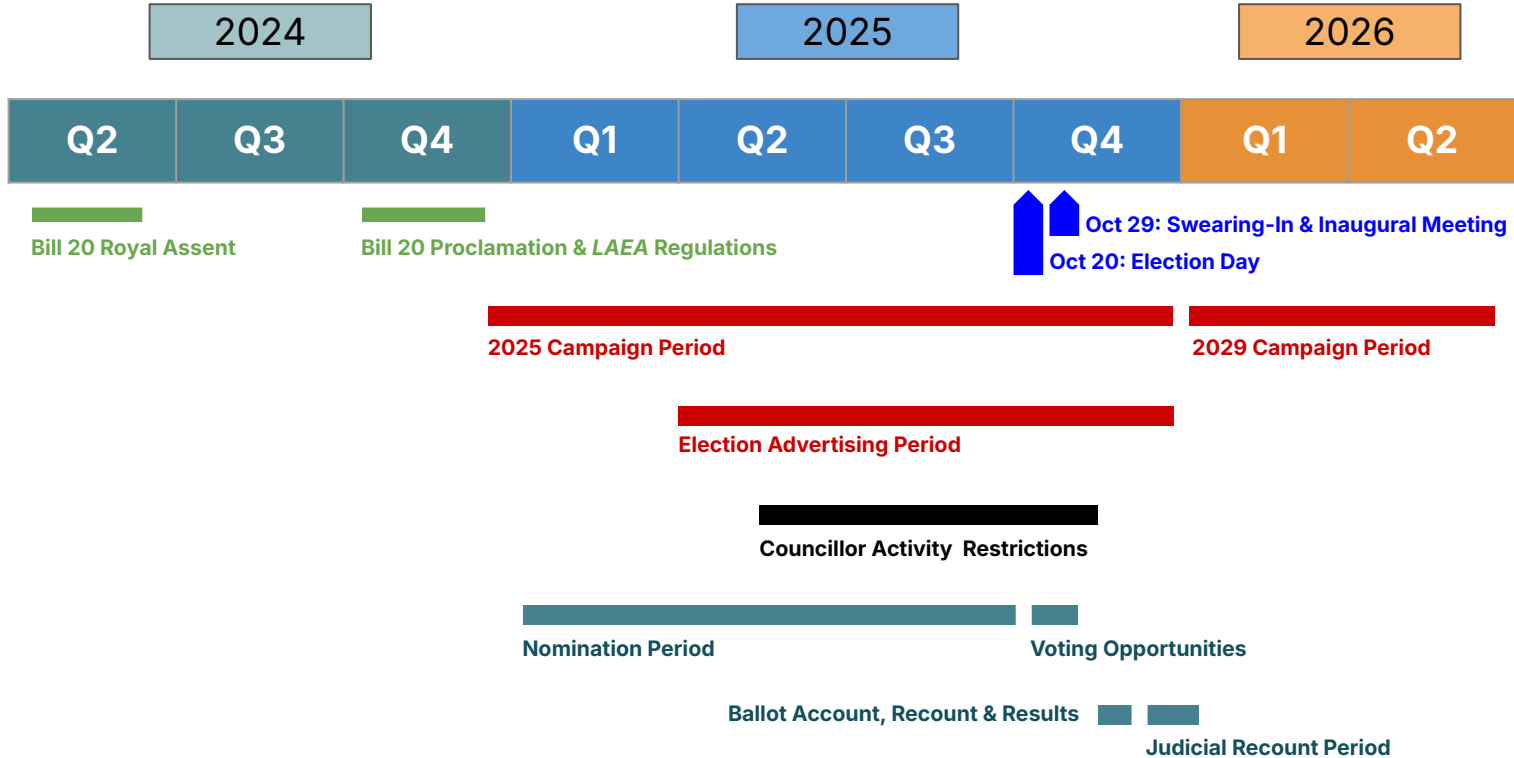 2024
2025
2026
Q2
Q3
Q4
Q1
Q2
Q3
Q4
Q1
Q2
Bill 20 Royal Assent
Bill 20 Proclamation & LAEA Regulations
Oct 29: Swearing-In & Inaugural Meeting
Oct 20: Election Day
2025 Campaign Period
2029 Campaign Period
Election Advertising Period
Councillor Activity Restrictions
Nomination Period
Voting Opportunities
Ballot Account, Recount & Results
Judicial Recount Period